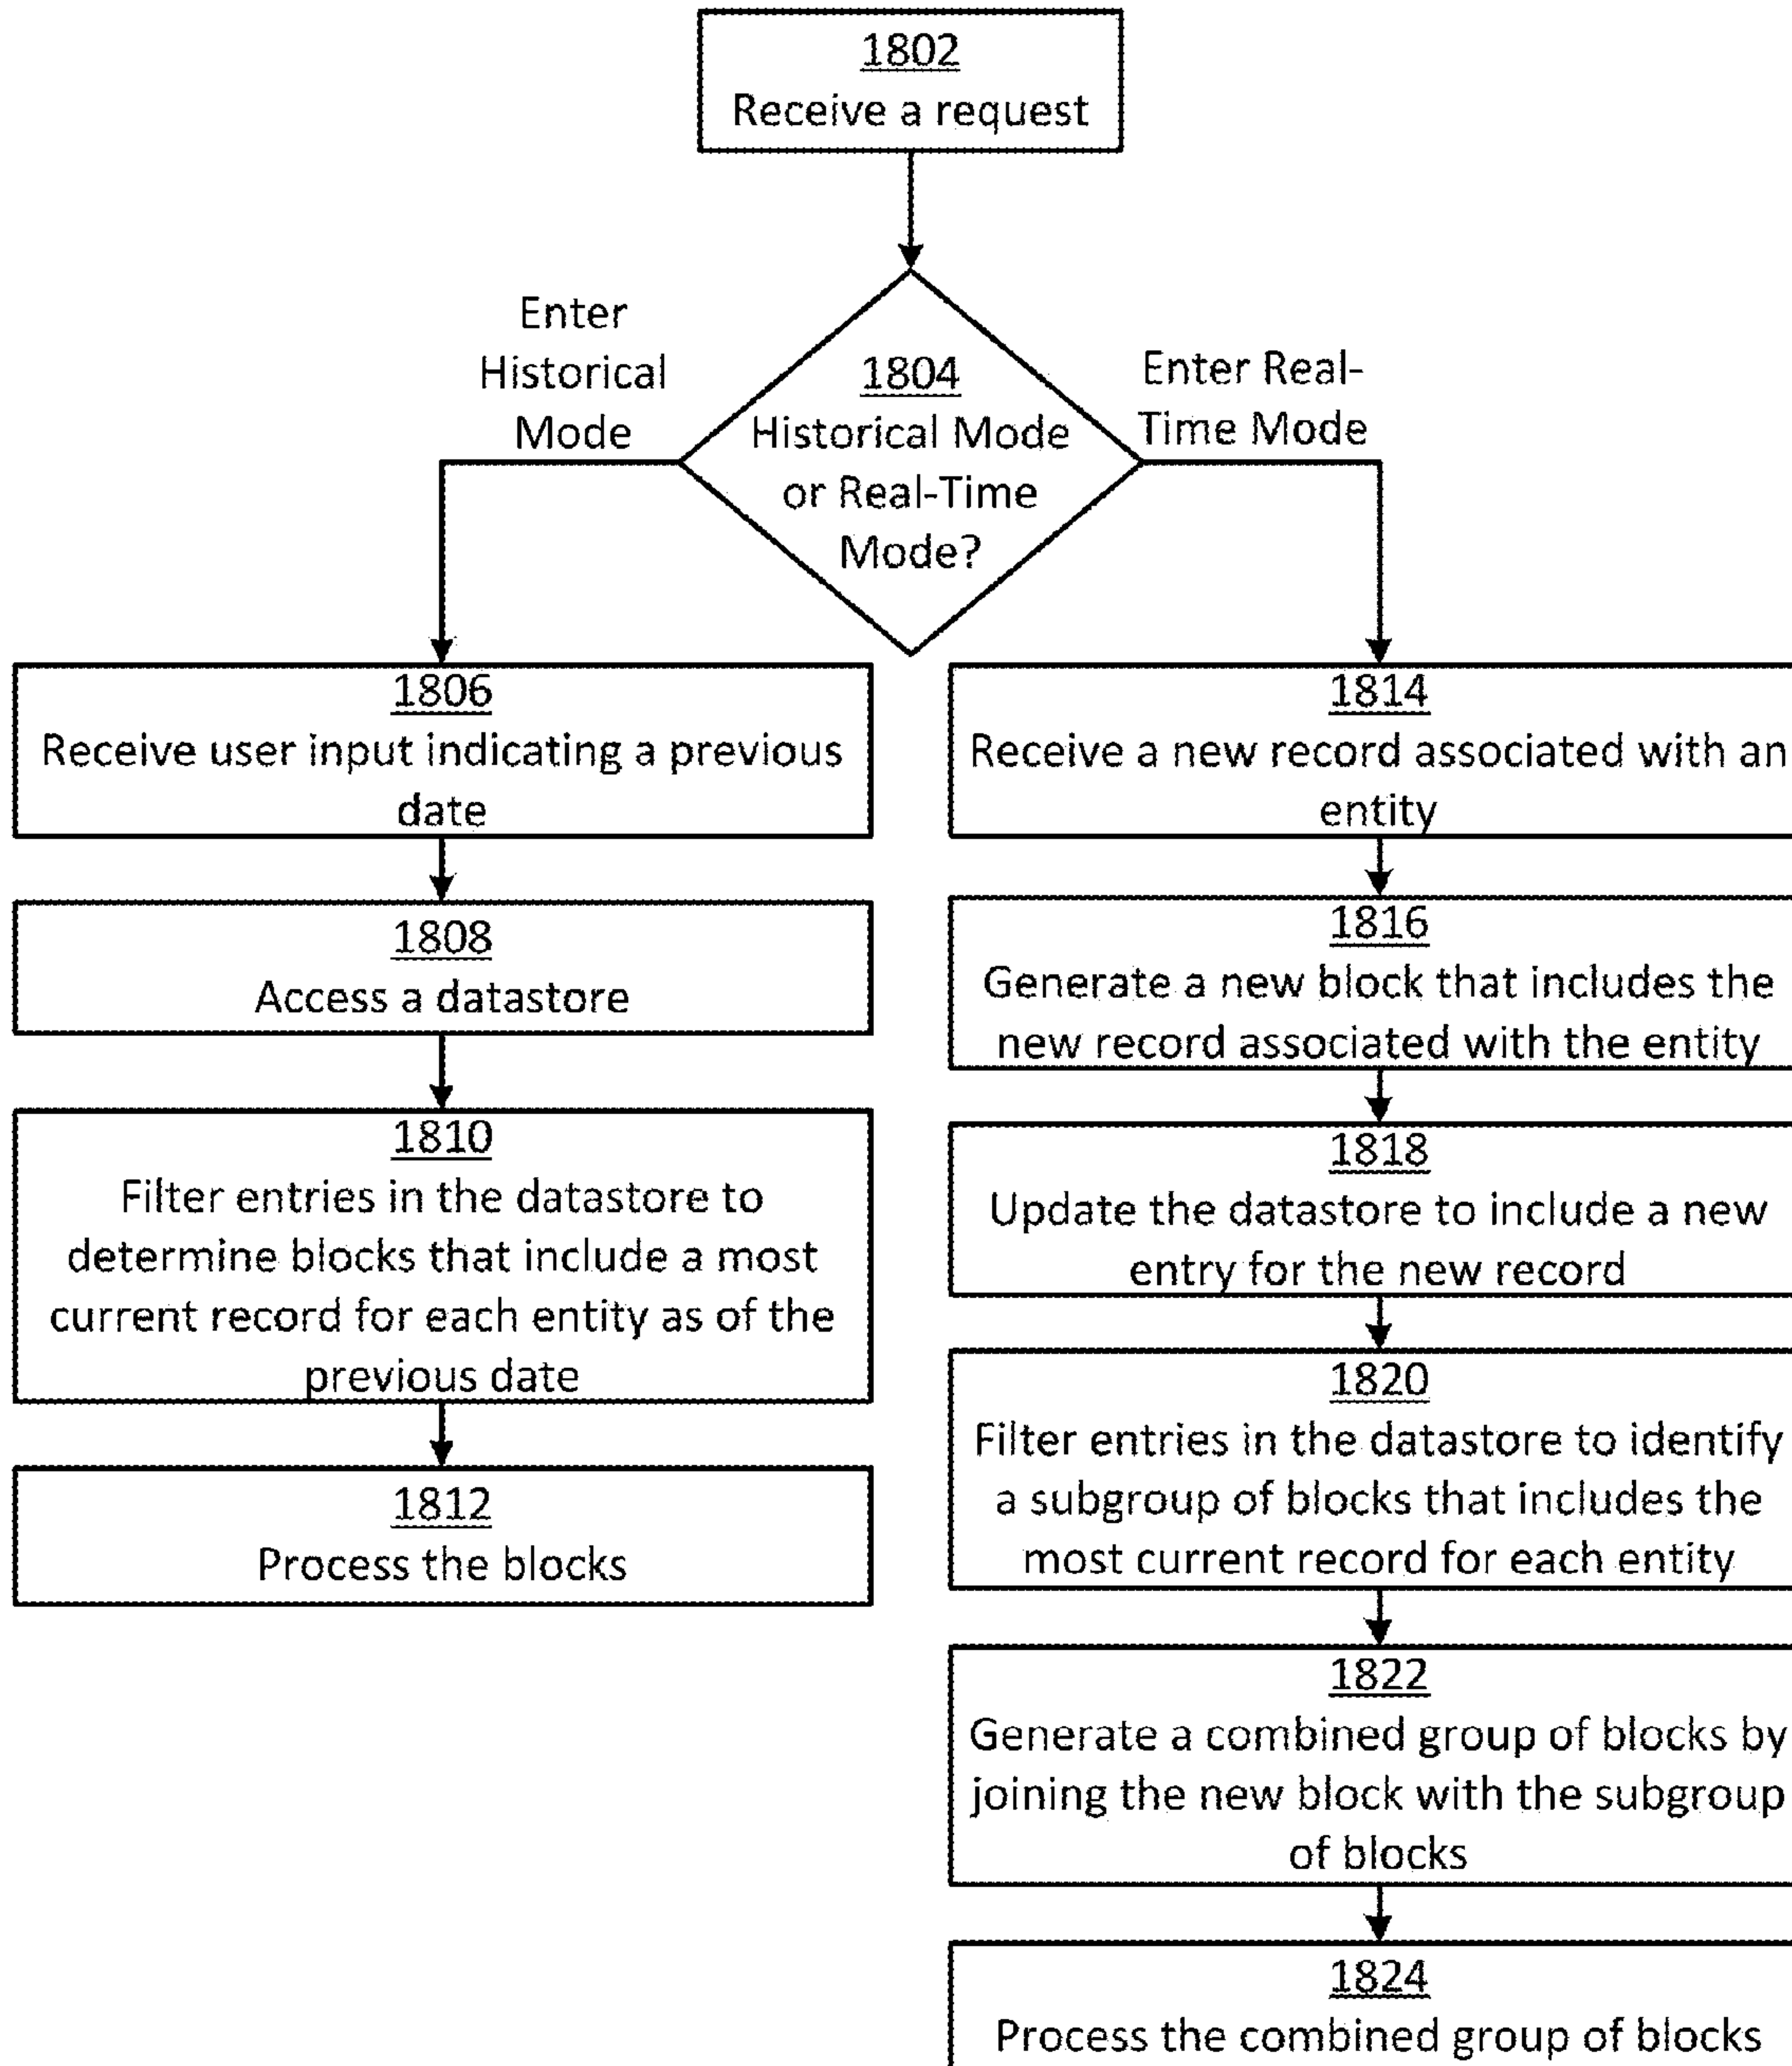 1802
Receive a request
Enter
Historical
Mode
1804
Historical Mode
or Real-Time
Mode?
Enter Real-
Time Mode
1806
Receive user input indicating a previous
date
1808
Access a datastore
1810
Filter entries in the datastore to
determine blocks that include a most
current record for each entity as of the
previous date
1812
Process the blocks
1814
Receive a new record associated with an
entity
1816
Generate a new block that includes the
new record associated with the entity
1818
Update the datastore to include a new
entry for the new record
1820
Filter entries in the datastore to identify
a subgroup of blocks that includes the
most current record for each entity
1822
Generate a combined group of blocks by
joining the new block with the subgroup
of blocks
1824
Process the combined group of blocks